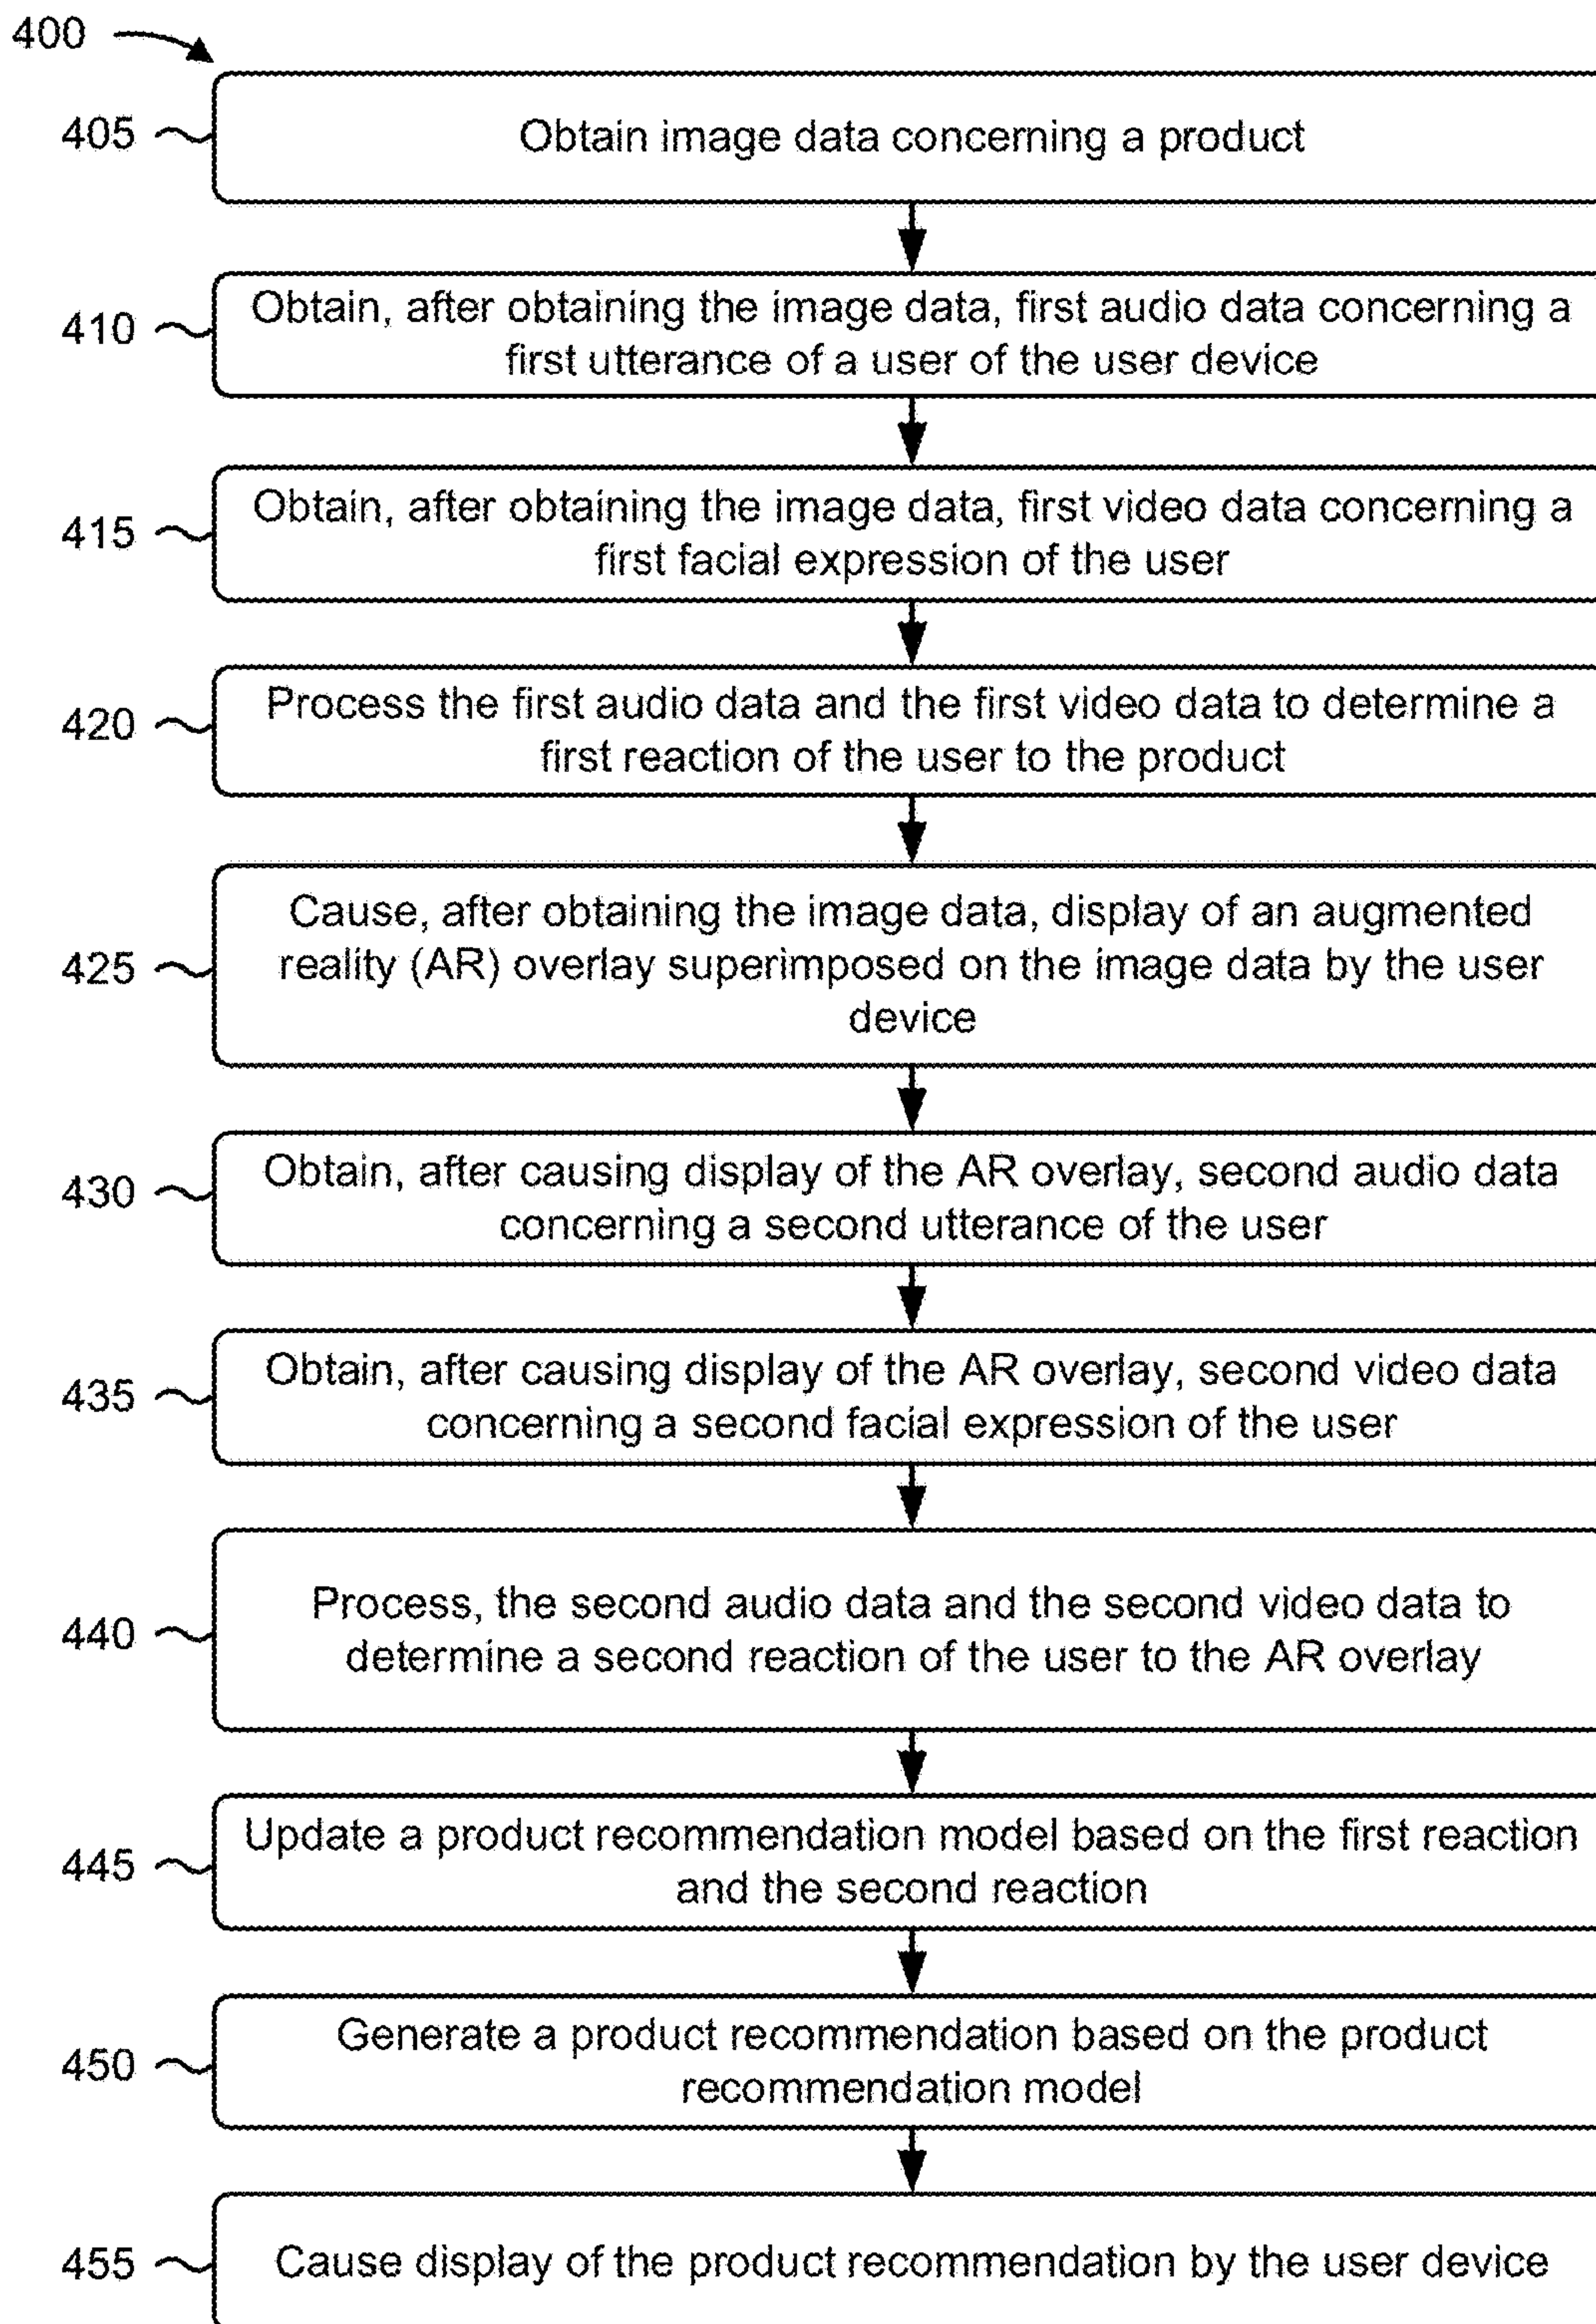 400
405
Obtain image data concerning a product
410
Obtain, after obtaining the image data, first audio data concerning a
first utterance of a user of the user device
415
Obtain, after obtaining the image data, first video data concerning a
first facial expression of the user
420
Process the first audio data and the first video data to determine a
first reaction of the user to the product
425
Cause, after obtaining the image data, display of an augmented
reality (AR) overlay superimposed on the image data by the user
device
430
Obtain, after causing display of the AR overlay, second audio data
concerning a second utterance of the user
435
Obtain, after causing display of the AR overlay, second video data
concerning a second facial expression of the user
440
Process, the second audio data and the second video data to
determine a second reaction of the user to the AR overlay
445
Update a product recommendation model based on the first reaction
and the second reaction
450
Generate a product recommendation based on the product
recommendation model
455
Cause display of the product recommendation by the user device